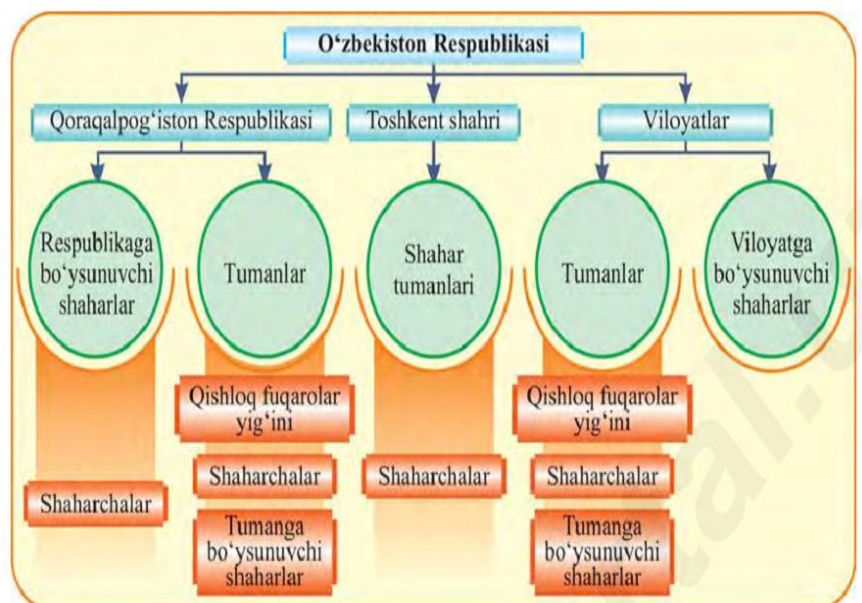 O‘zbekiston Respublikasi
Qoraqalpog‘iston Respublikasi
Toshkent shahri
Viloyatlar
Respublikaga
bo‘ysunuvchi
shaharlar
Tumanlar
Shahar
tumanlari
Tumanlar
Viloyatga
bo‘ysunuvchi
shaharlar
Shaharchalar
Qishloq fuqarolar
yig‘ini
Shaharchalar
Tumanga
bo‘ysunuvchi
shaharlar
Shaharchalar
Qishloq fuqarolar
yig‘ini
Shaharchalar
Tumanga
bo‘ysunuvchi
shaharlar